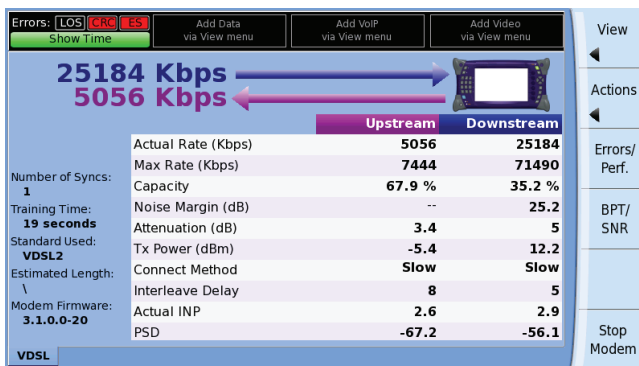 Errors: LOS CRC ES
Show Time
Add Data
via View menu
Add VoIP
via View menu
Add Video
via View menu
View
25184 Kbps
5056 Kbps
Actions
Upstream Downstream
Actual Rate (Kbps) 5056 25184
Max Rate (Kbps) 7444 71490
Capacity 67.9 % 35.2 %
Noise Margin (dB) -- 25.2
Attenuation (dB) 3.4 5
Tx Power (dBm) -5.4 12.2
Connect Method Slow Slow
Interleave Delay 8 5
Actual INP 2.6 2.9
PSD -67.2 -56.1
Number of Syncs:
1
Training Time:
19 seconds
Standard Used:
VDSL2
Estimated Length:
\
Modem Firmware:
3.1.0.0-20
VDSL
Errors/
Perf.
BPT/
SNR
Stop
Modem